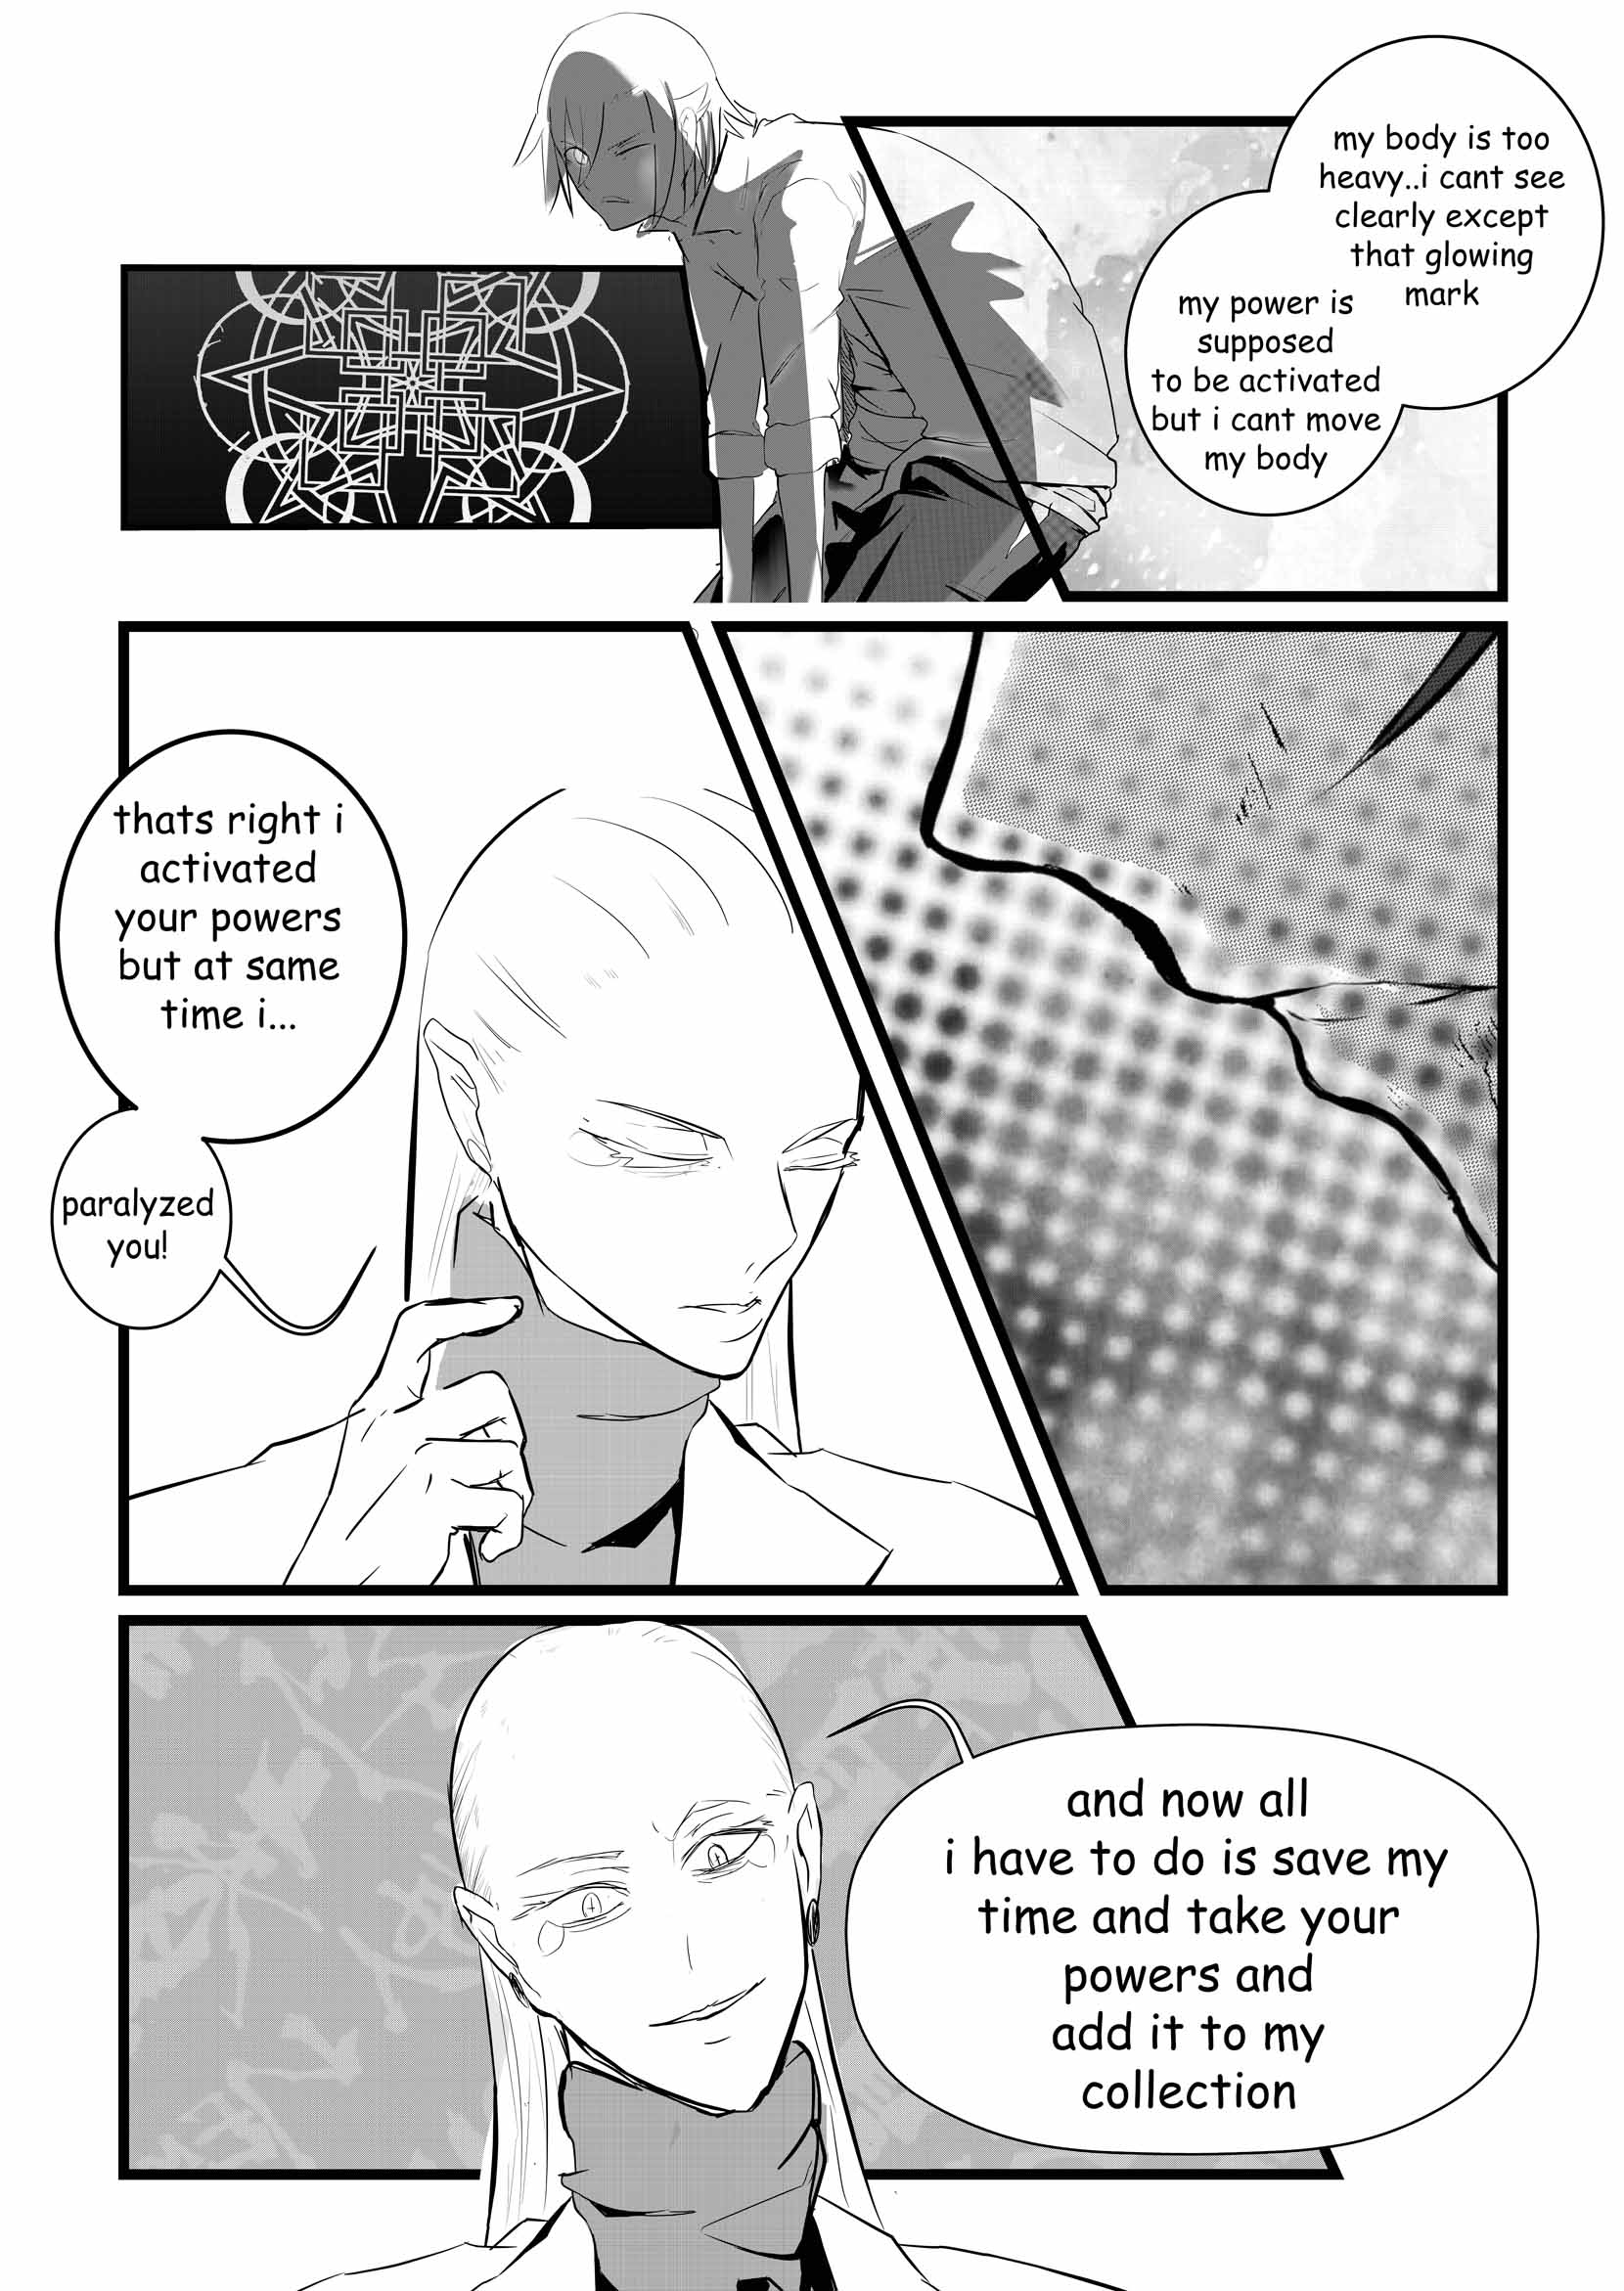 my body is too
heavy..i cant see
clearly except
that glowing
mark
my power is
supposed
to be activated
but i cant move
my body
thats right i
activated
your powers
but at same
time i...
paralyzed
you!
and now all
i have to do is save my
time and take your
powers and
add it to my
collection